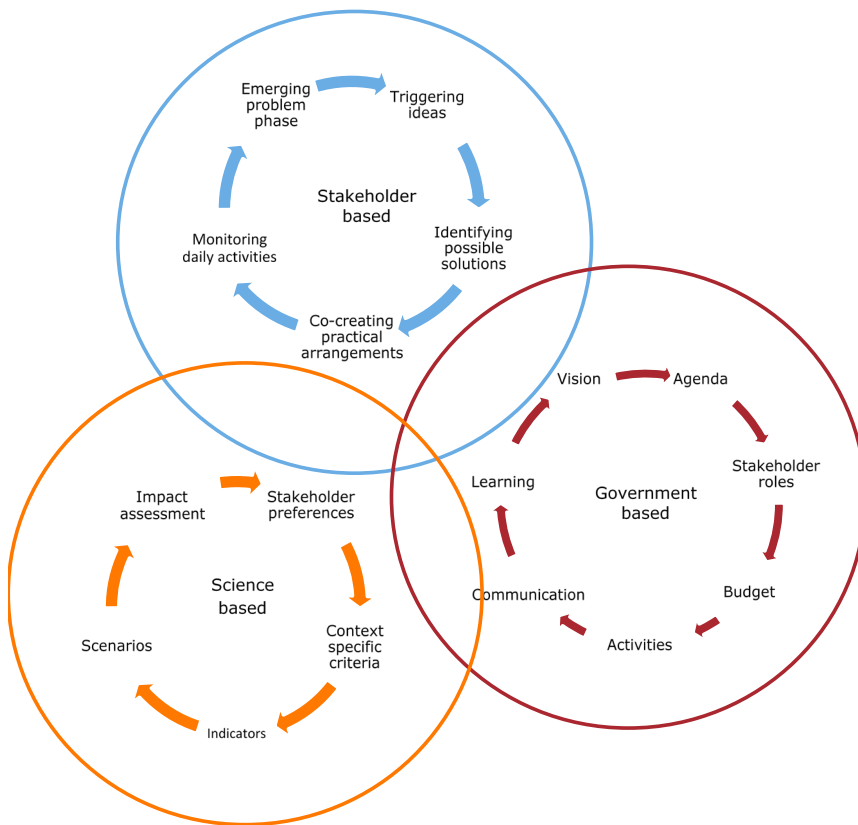 Emerging
problem
phase
Triggering
ideas
Stakeholder
based
Identifying
possible
solutions
Monitoring
daily activities
Co-creating
practical
arrangements
Vision
Agenda
Stakeholder
roles
Learning
Government
based
Budget
Communication
Activities
Impact
assessment
Stakeholder
preferences
Science
based
Context
specific
criteria
Scenarios
Indicators